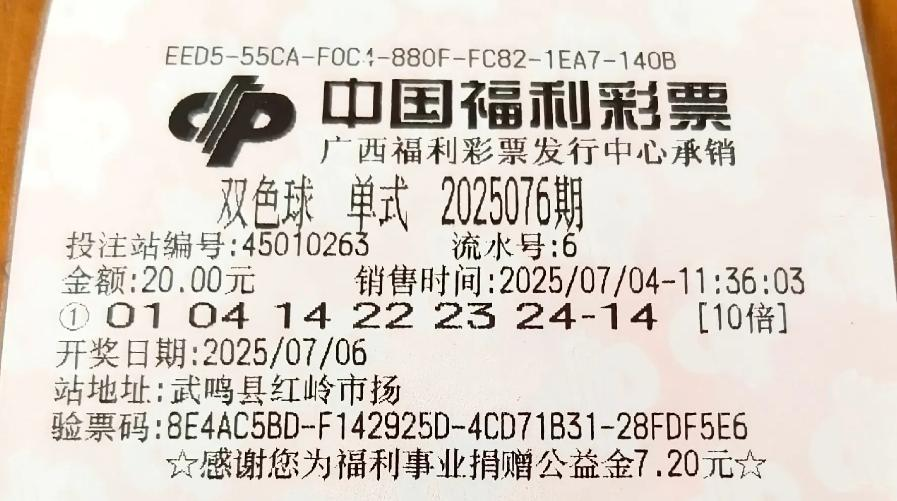 EED5-55CA-F0C4-880F-FC82-1EA7-140B
中国福利彩票
广西福利彩票发行中心承销
双色球 单式 2025076期
投注站编号:45010263 流水号:6
金额:20.00元 销售时间:2025/07/04-11:36:03
① 01 04 14 22 23 24-14 [10倍]
开奖日期:2025/07/06
站地址:武鸣县红岭市扬
验票码:8E4AC5BD-F142925D-4CD71B31-28FDF5E6
☆感谢您为福利事业捐赠公益金7.20元☆